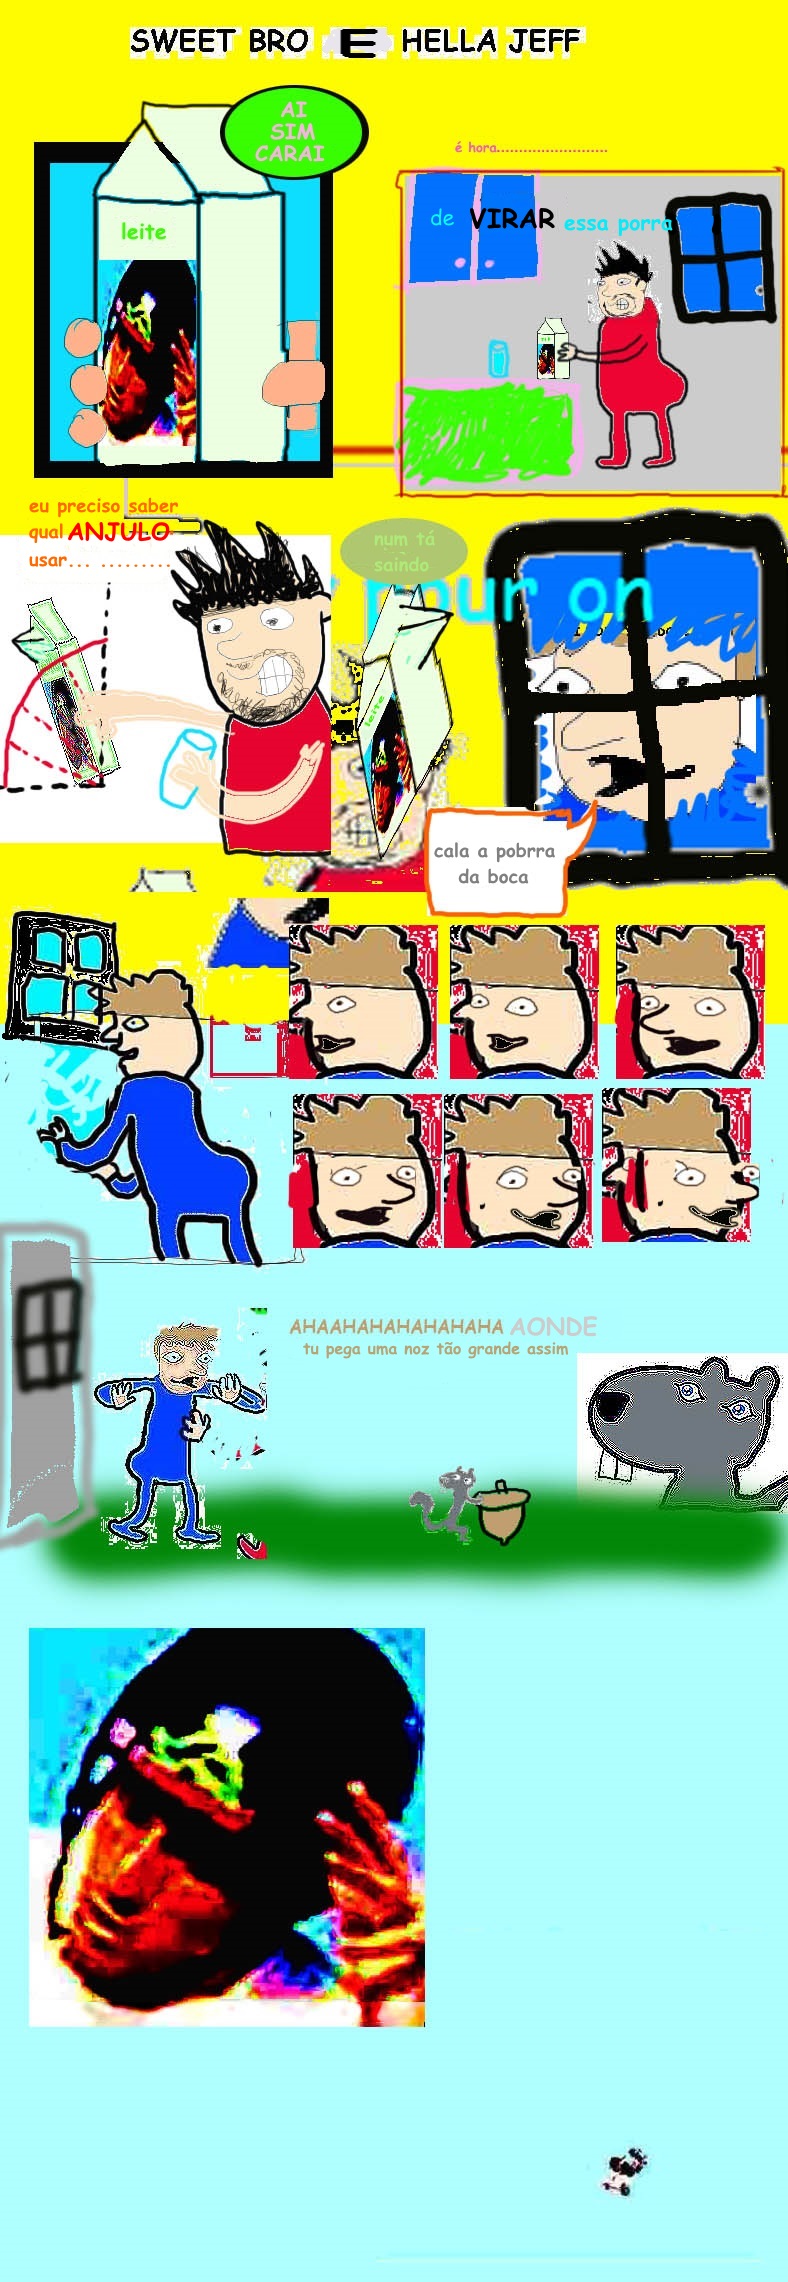 SWEET BRO E HELLA JEFF
AI
SIM
CARAI
leite
é hora.........................
de VIRAR essa porra
eu preciso saber
qual ANJULO
usar... .........
num tá
saindo
pour on
leite
cala a pobrra
da boca
AHAAHAHAHAHAHAHA AONDE
tu pega uma noz tão grande assim